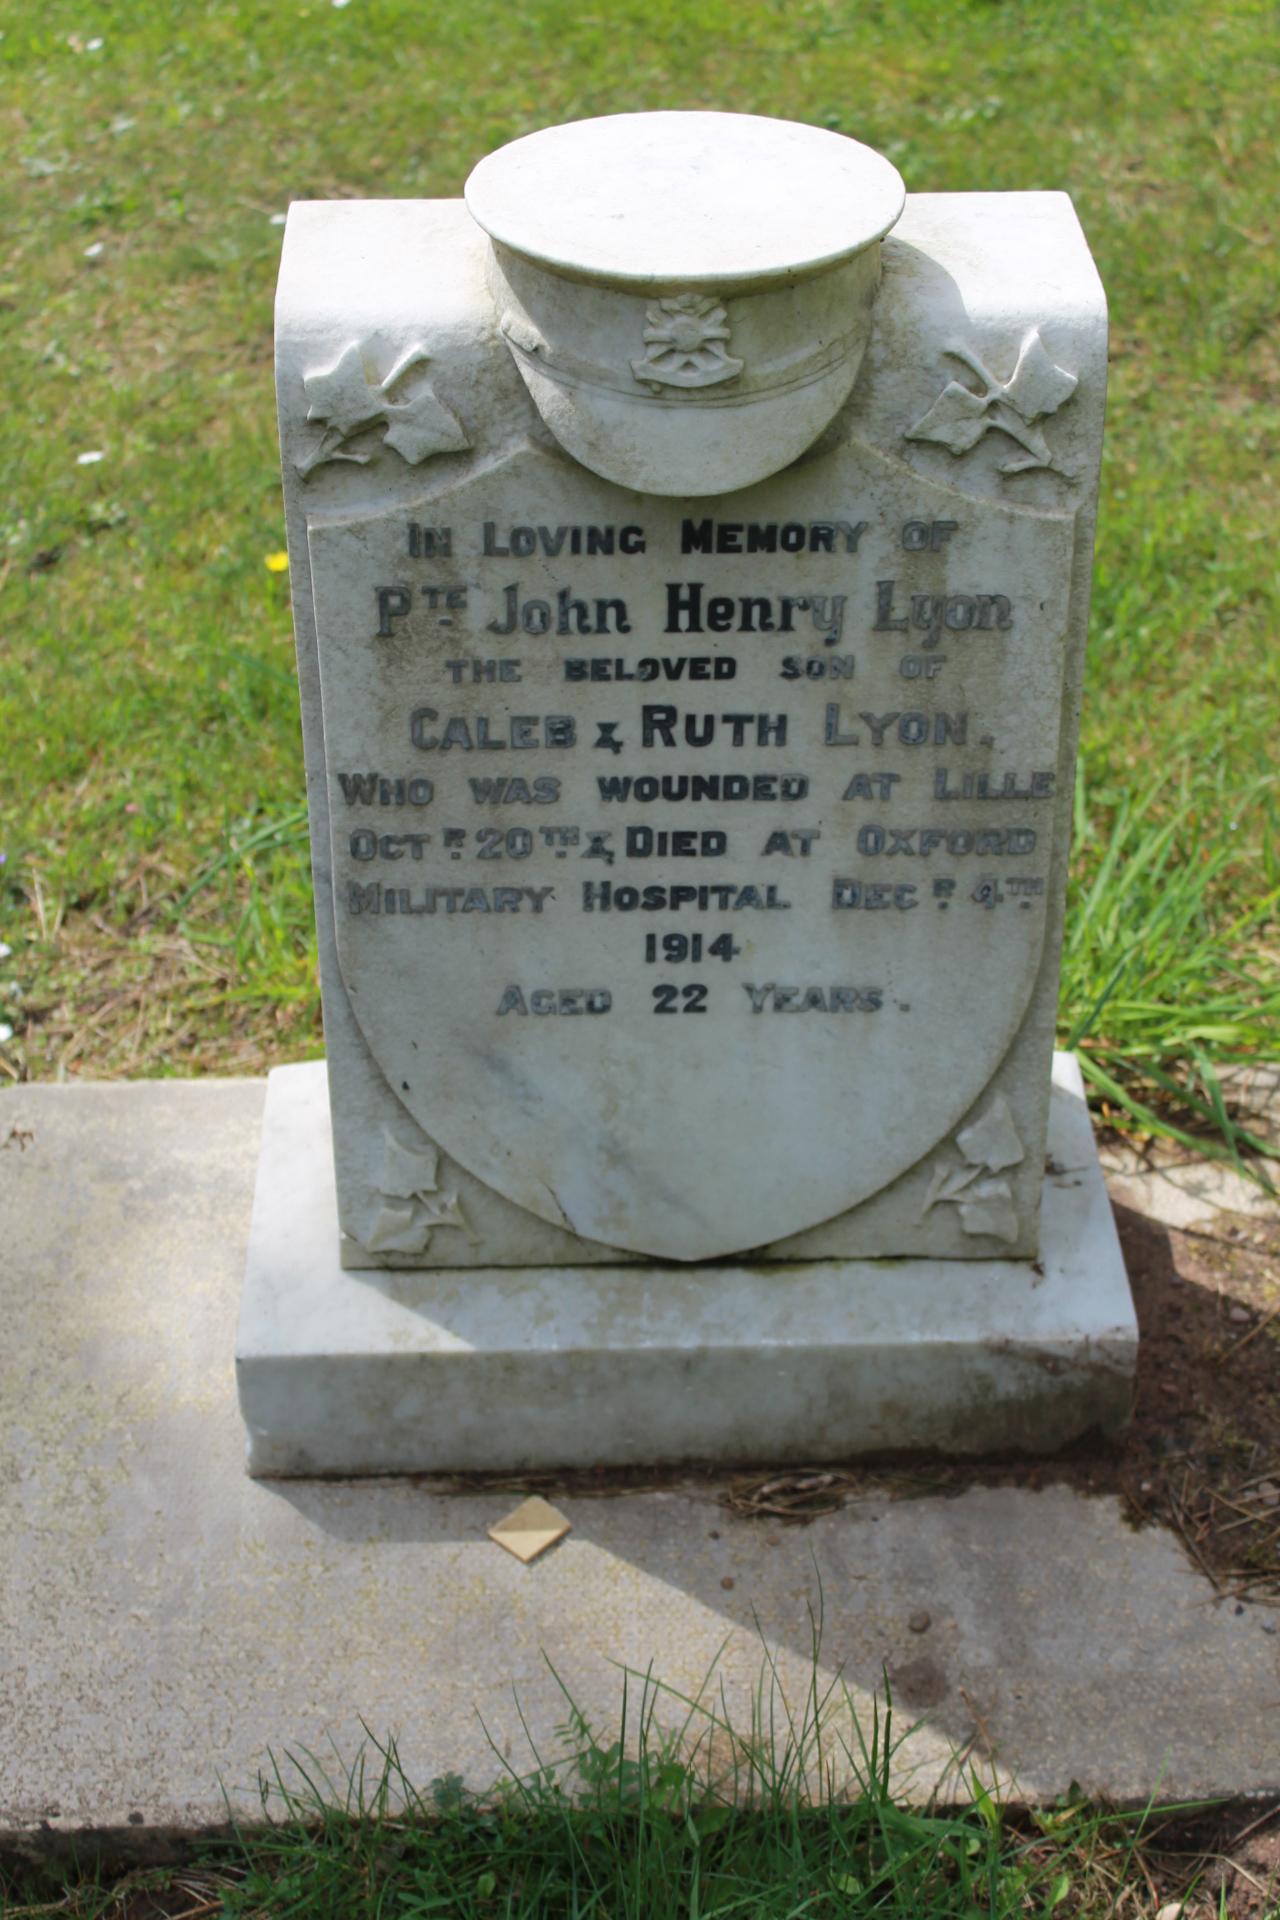 IN LOVING MEMORY OF
PTE John Henry Lyon
THE BELOVED SON OF
CALEB & RUTH LYON.
WHO WAS WOUNDED AT LILLE
OCTR. 20TH & DIED AT OXFORD
MILITARY HOSPITAL DECR. 4TH
1914
AGED 22 YEARS.